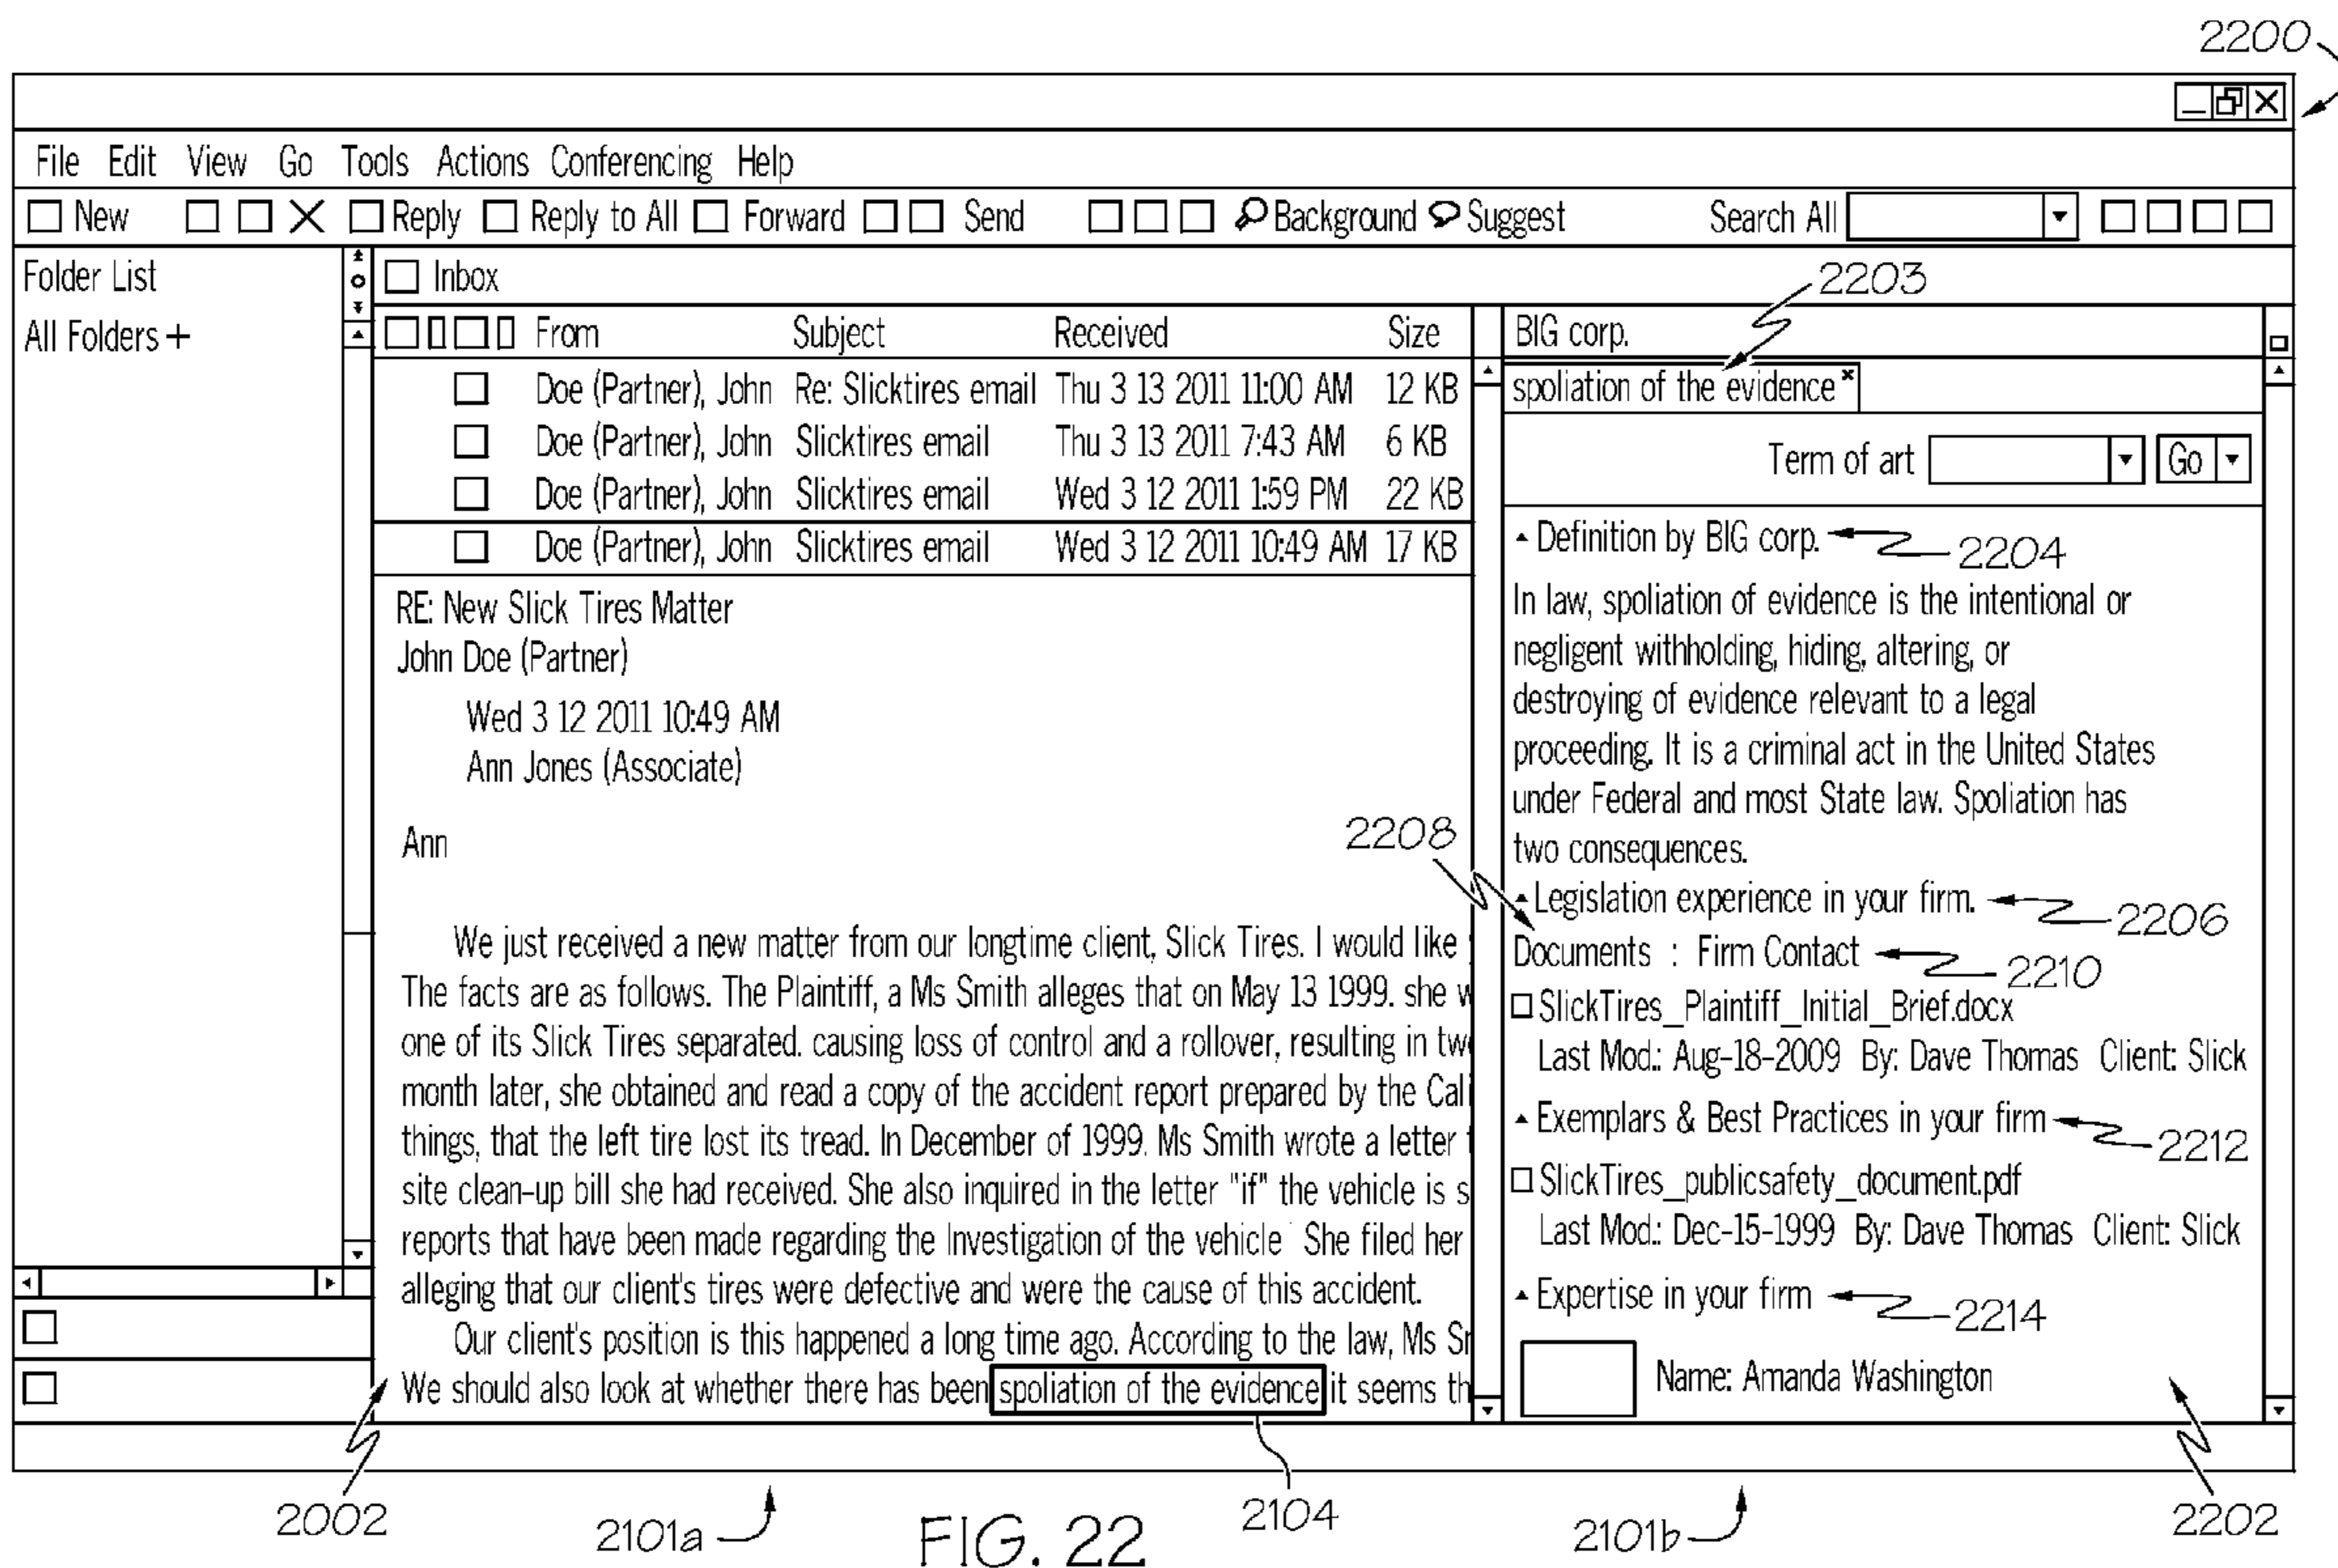 2200
File Edit View Go Tools Actions Conferencing Help
New Reply Reply to All Forward Send Background Suggest Search All
Folder List
All Folders +
Inbox
2203
From Subject Received Size
Doe (Partner), John Re: Slicktires email Thu 3 13 2011 11:00 AM 12 KB
Doe (Partner), John Slicktires email Thu 3 13 2011 7:43 AM 6 KB
Doe (Partner), John Slicktires email Wed 3 12 2011 1:59 PM 22 KB
Doe (Partner), John Slicktires email Wed 3 12 2011 10:49 AM 17 KB
RE: New Slick Tires Matter
John Doe (Partner)
Wed 3 12 2011 10:49 AM
Ann Jones (Associate)
Ann
We just received a new matter from our longtime client, Slick Tires. I would like
The facts are as follows. The Plaintiff, a Ms Smith alleges that on May 13 1999. she w
one of its Slick Tires separated. causing loss of control and a rollover, resulting in tw
month later, she obtained and read a copy of the accident report prepared by the Cali
things, that the left tire lost its tread. In December of 1999. Ms Smith wrote a letter
site clean-up bill she had received. She also inquired in the letter "if" the vehicle is s
reports that have been made regarding the Investigation of the vehicle She filed her
alleging that our client's tires were defective and were the cause of this accident.
Our client's position is this happened a long time ago. According to the law, Ms
We should also look at whether there has been spoliation of the evidence it seems th
BIG corp.
spoliation of the evidence x
Term of art Go
Definition by BIG corp. 2204
In law, spoliation of evidence is the intentional or
negligent withholding, hiding, altering, or
destroying of evidence relevant to a legal
proceeding. It is a criminal act in the United States
under Federal and most State law. Spoliation has
two consequences.
2208
Legislation experience in your firm. 2206
Documents : Firm Contact 2210
SlickTires_Plaintiff_Initial_Brief.docx
Last Mod.: Aug-18-2009 By: Dave Thomas Client: Slick
Exemplars & Best Practices in your firm 2212
SlickTires_publicsafety_document.pdf
Last Mod.: Dec-15-1999 By: Dave Thomas Client: Slick
Expertise in your firm 2214
Name: Amanda Washington
2002 2101a 2104 2101b 2202
FIG. 22